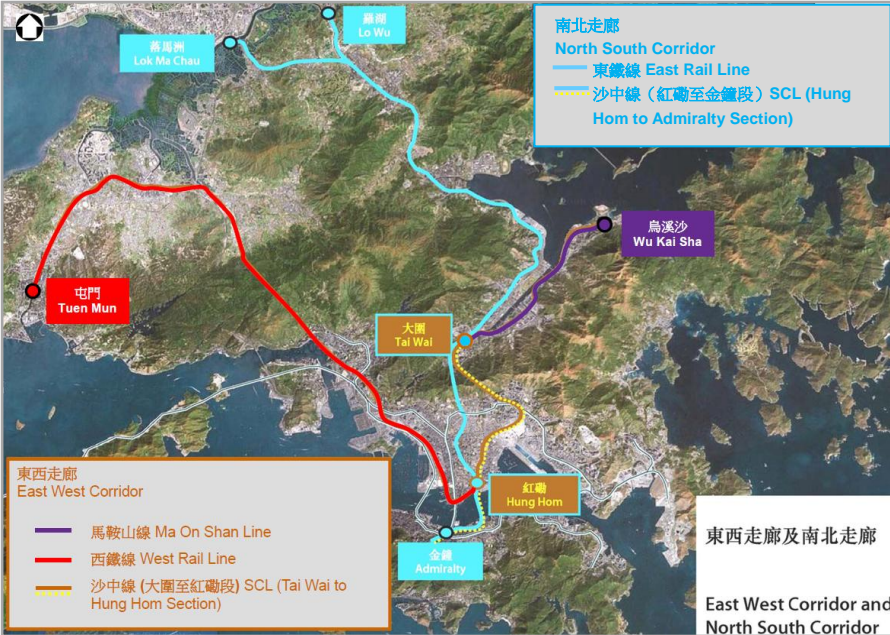 羅湖
Lo Wu
落馬洲
Lok Ma Chau
南北走廊
North South Corridor
東鐵線 East Rail Line
沙中線（紅磡至金鐘段）SCL (Hung
Hom to Admiralty Section)
烏溪沙
Wu Kai Sha
屯門
Tuen Mun
大圍
Tai Wai
東西走廊
East West Corridor
馬鞍山線 Ma On Shan Line
西鐵線 West Rail Line
沙中線 (大圍至紅磡段) SCL (Tai Wai to
Hung Hom Section)
紅磡
Hung Hom
金鐘
Admiralty
東西走廊及南北走廊
East West Corridor and
North South Corridor